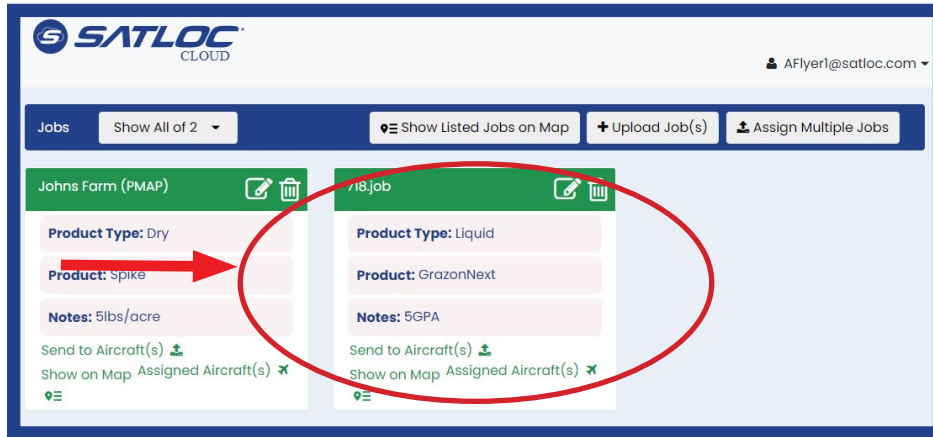 SATLOC
CLOUD
AFlyer1@satloc.com
Jobs
Show All of 2
Show Listed Jobs on Map
Upload Job(s)
Assign Multiple Jobs
Johns Farm (PMAP)
Product Type: Dry
Product: Spike
Notes: 5lbs/acre
Send to Aircraft(s)
Show on Map Assigned Aircraft(s)
718.job
Product Type: Liquid
Product: GrazonNext
Notes: 5GPA
Send to Aircraft(s)
Show on Map Assigned Aircraft(s)